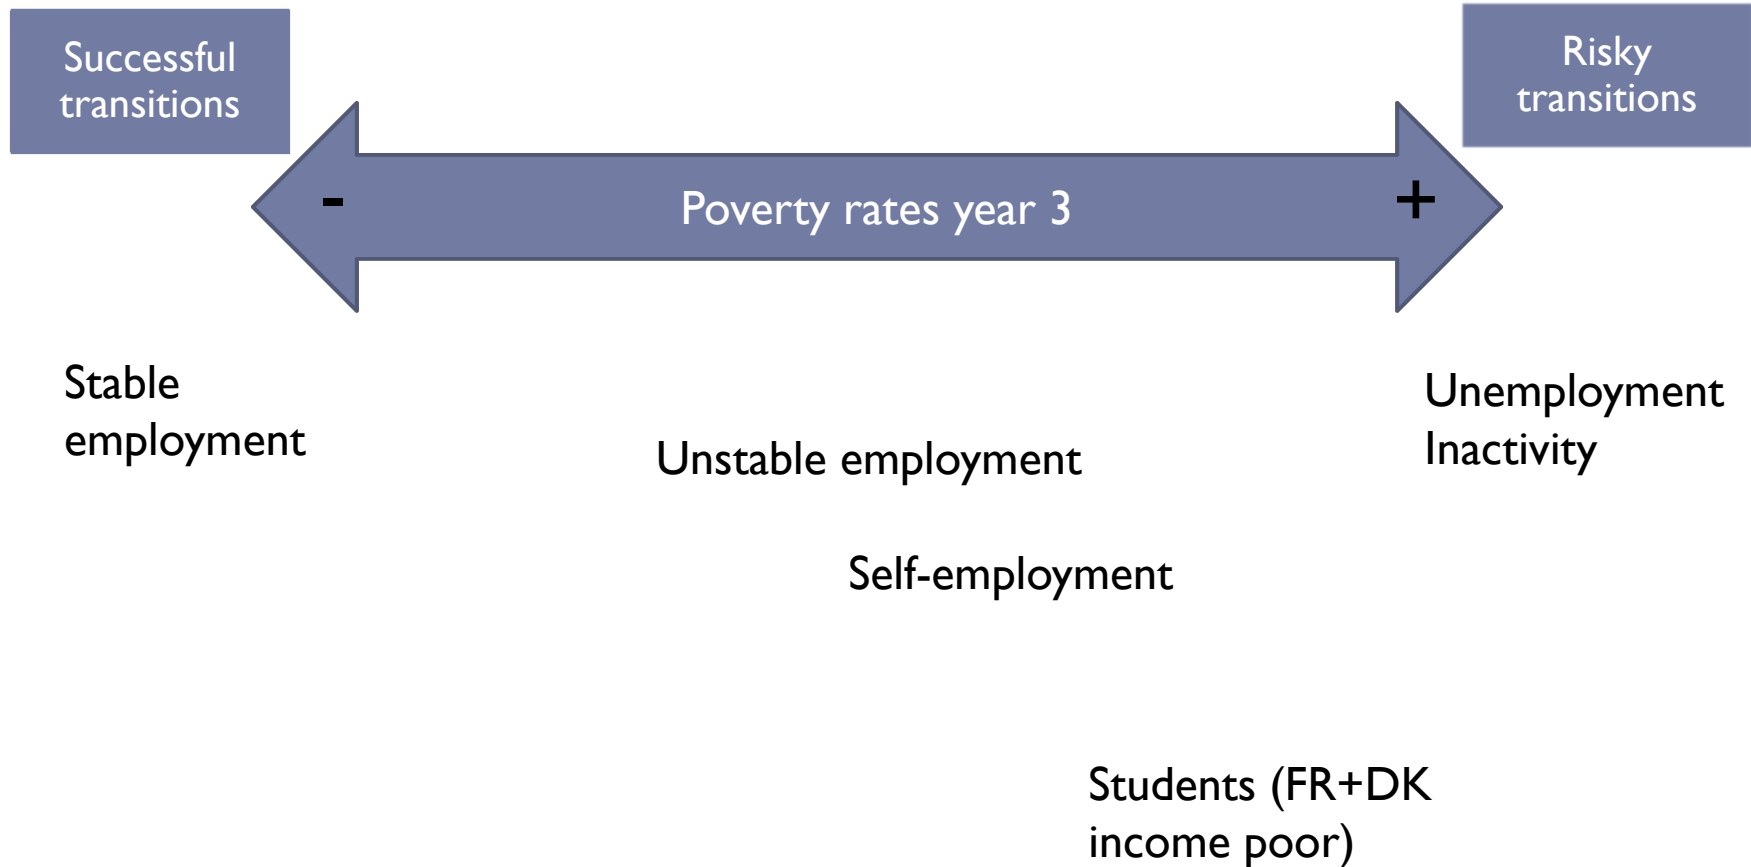 Successful
transitions
Risky
transitions
-
Poverty rates year 3
+
Stable
employment
Unemployment
Inactivity
Unstable employment
Self-employment
Students (FR+DK
income poor)